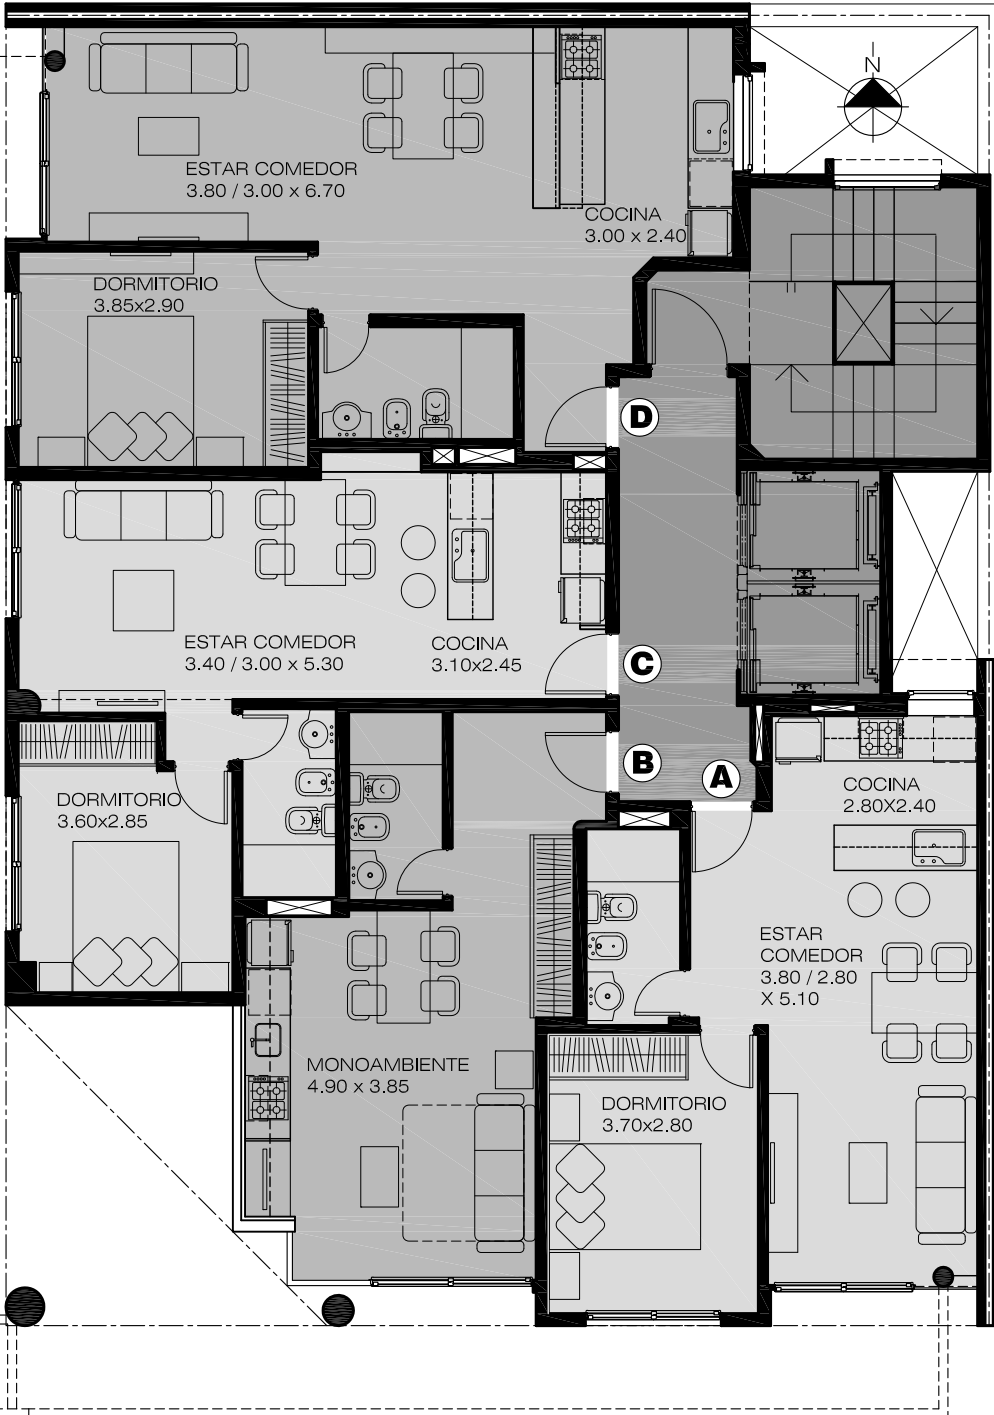 N
ESTAR COMEDOR
3.80 / 3.00 x 6.70
COCINA
3.00 x 2.40
DORMITORIO
3.85x2.90
D
ESTAR COMEDOR
3.40 / 3.00 x 5.30
COCINA
3.10x2.45
C
B
A
DORMITORIO
3.60x2.85
COCINA
2.80X2.40
ESTAR
COMEDOR
3.80 / 2.80
X 5.10
MONOAMBIENTE
4.90 x 3.85
DORMITORIO
3.70x2.80